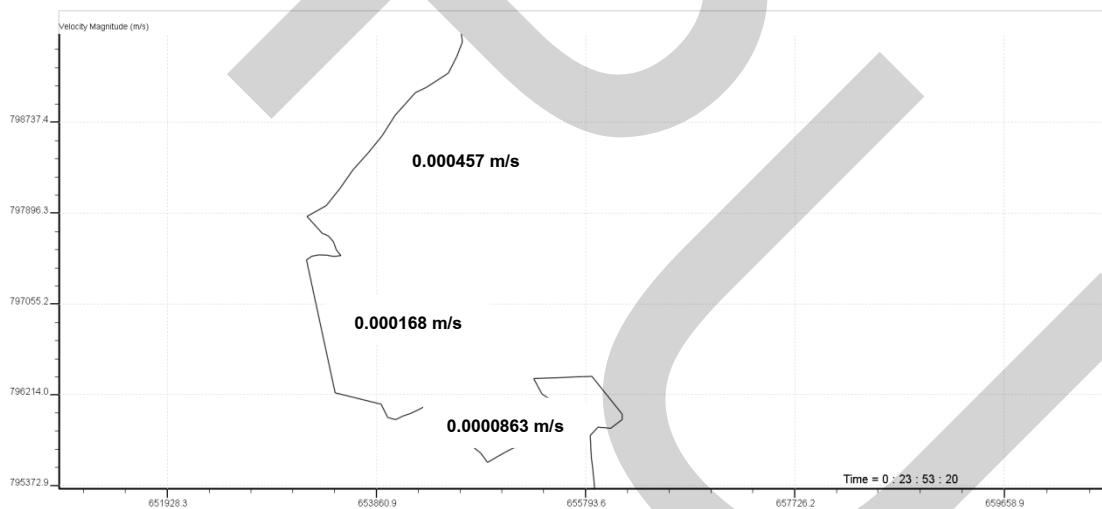 Velocity Magnitude (m/s)
798737.4
0.000457 m/s
797896.3
797055.2
0.000168 m/s
796214.0
0.0000863 m/s
795372.9
Time = 0 : 23 : 53 : 20
651928.3 653860.9 655793.6 657726.2 659658.9